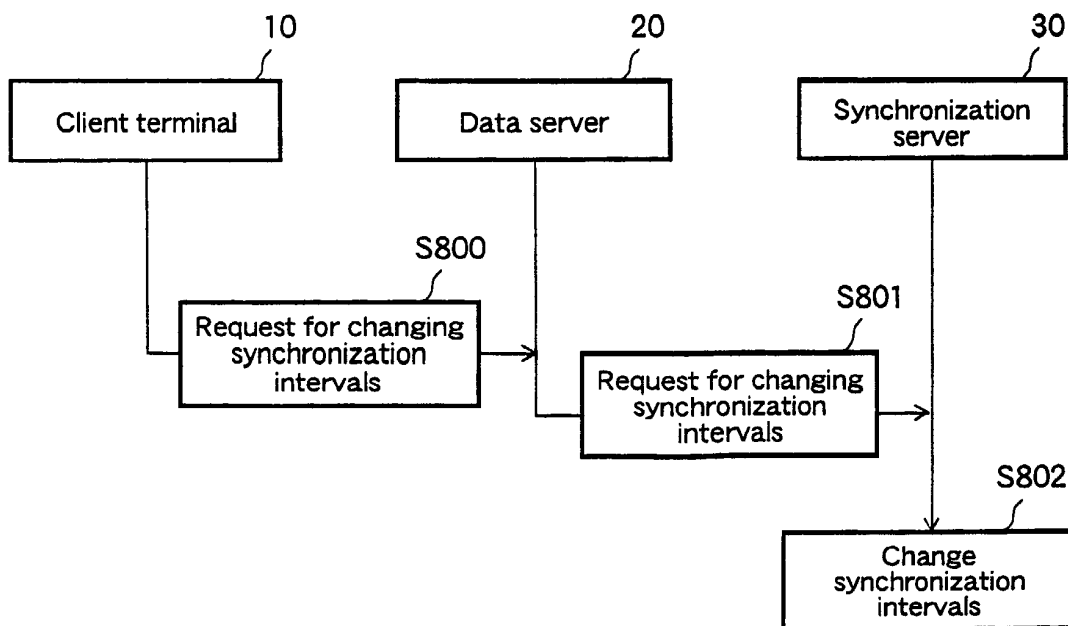 10
20
30
Client terminal
Data server
Synchronization
server
S800
Request for changing
synchronization
intervals
S801
Request for changing
synchronization
intervals
S802
Change
synchronization
intervals